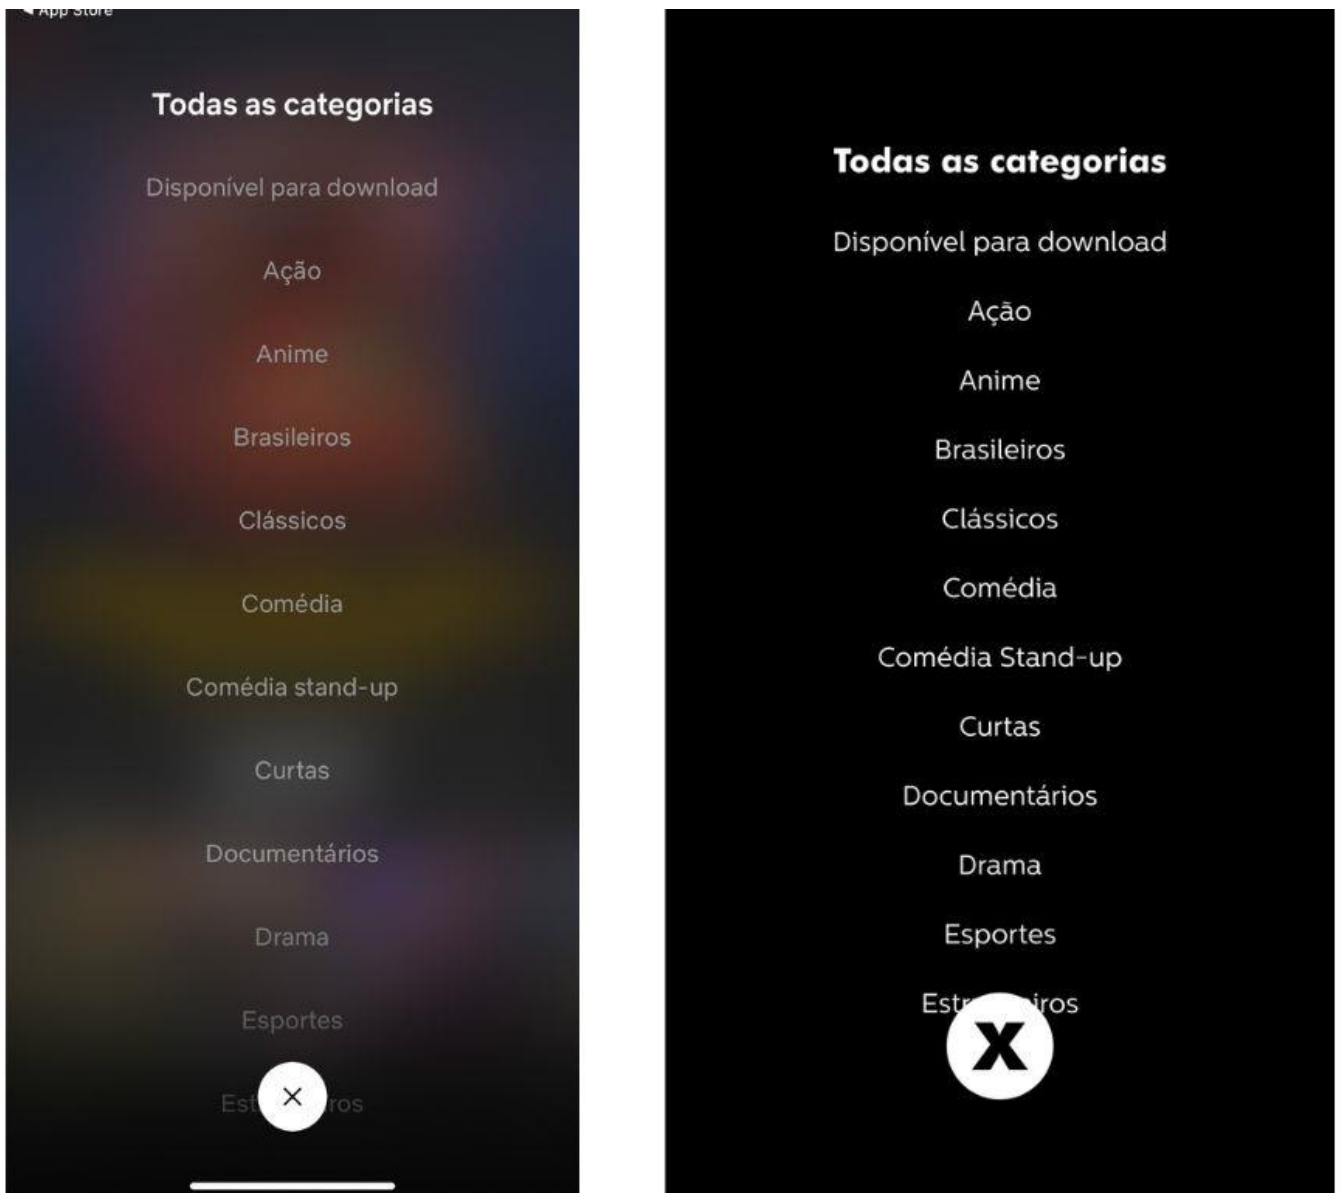 ◀ App Store
Todas as categorias
Disponível para download
Ação
Anime
Brasileiros
Clássicos
Comédia
Comédia stand-up
Curtas
Documentários
Drama
Esportes
Todas as categorias
Disponível para download
Ação
Anime
Brasileiros
Clássicos
Comédia
Comédia Stand-up
Curtas
Documentários
Drama
Esportes
X